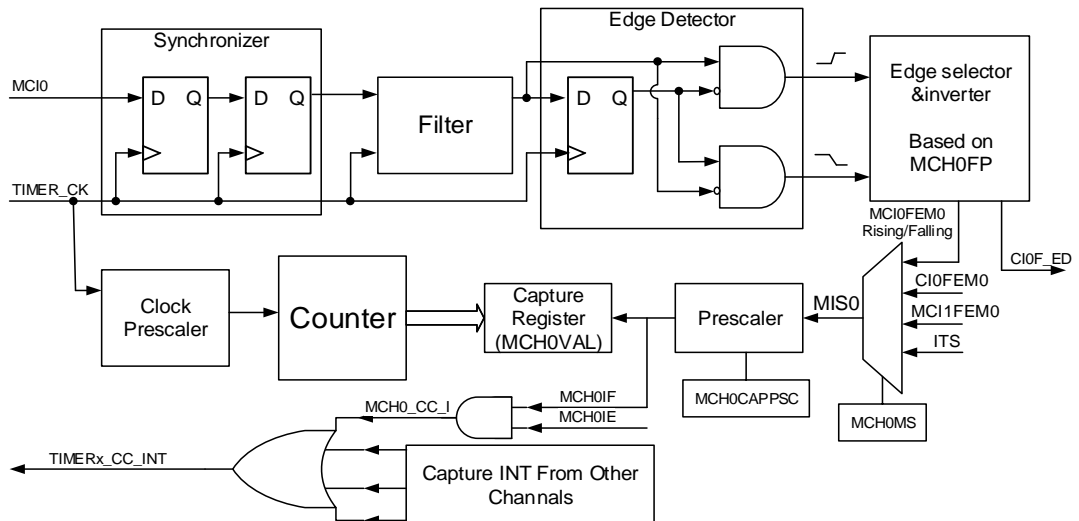 Synchronizer
Edge Detector
MCI0
D Q
D Q
Filter
D Q
Edge selector
&inverter
Based on
MCH0FP
TIMER_CK
MCI0FEM0
Rising/Falling
CI0F_ED
CI0FEM0
MCI1FEM0
ITS
MIS0
Clock
Prescaler
Counter
Capture
Register
(MCH0VAL)
Prescaler
MCH0CAPPSC
MCH0MS
MCH0IF
MCH0IE
MCH0_CC_I
TIMERx_CC_INT
Capture INT From Other
Channals